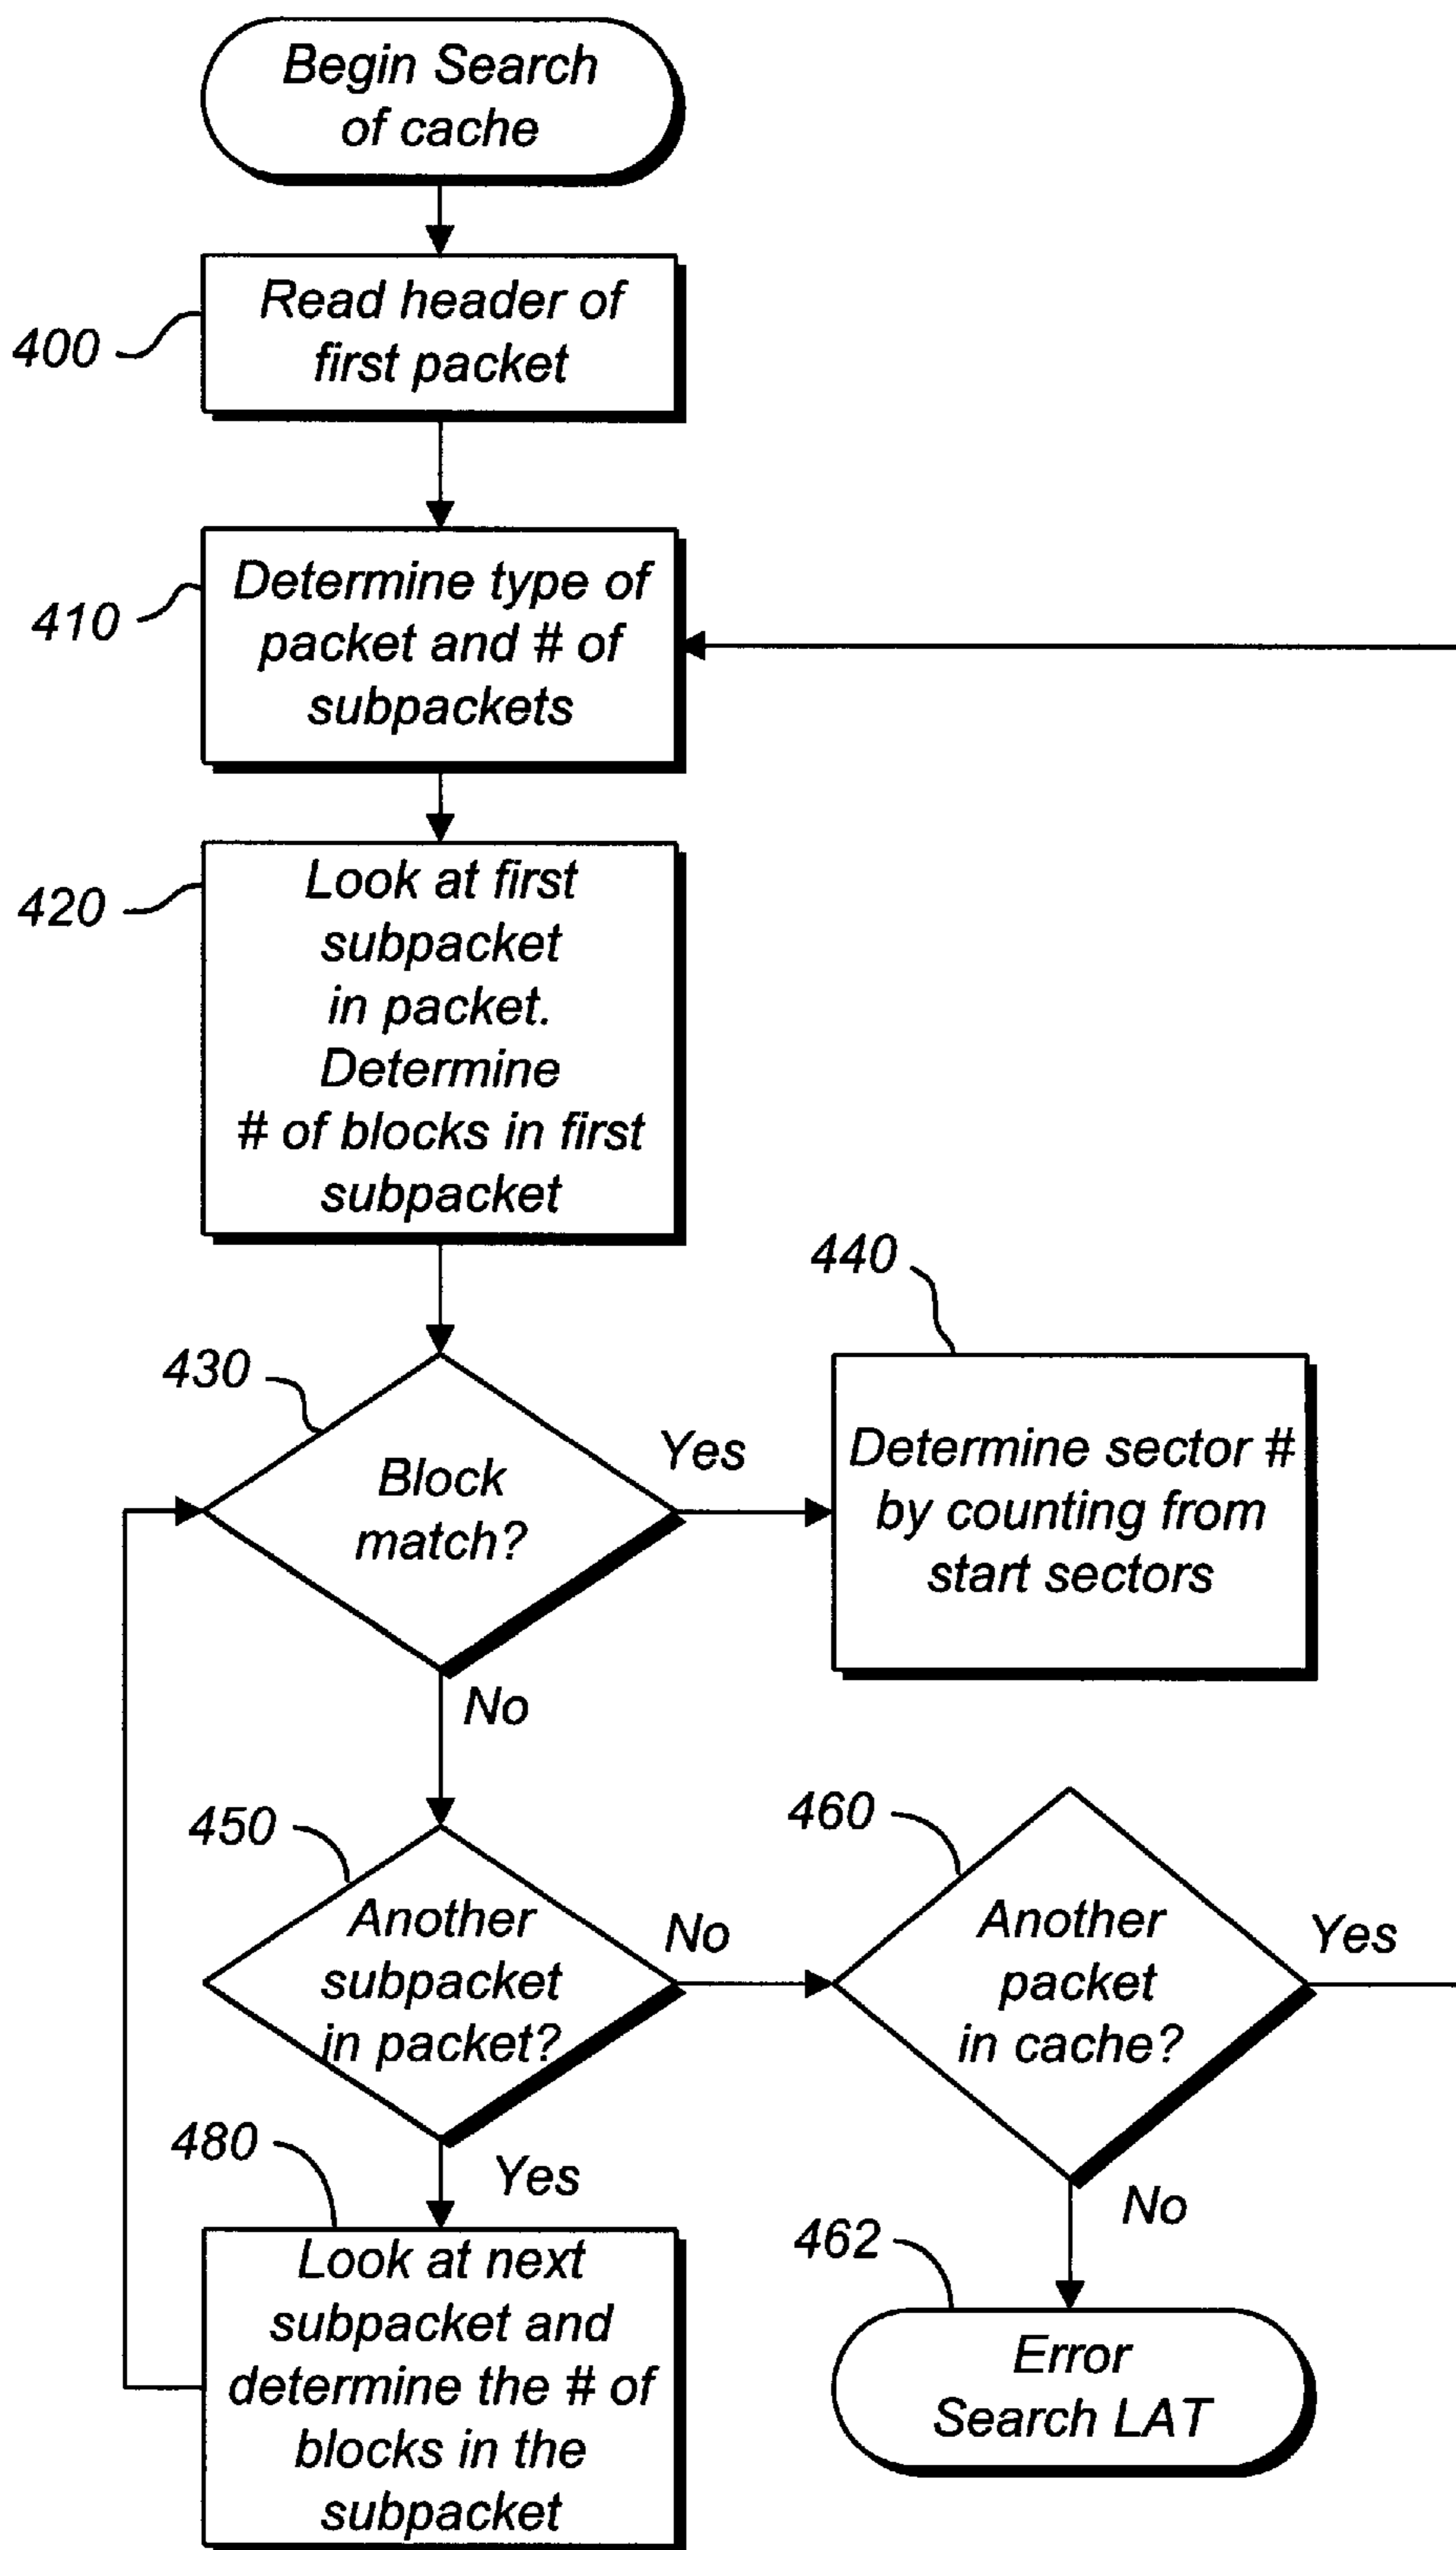 Begin Search
of cache
400
Read header of
first packet
410
Determine type of
packet and # of
subpackets
420
Look at first
subpacket
in packet.
Determine
# of blocks in first
subpacket
430
Block
match?
Yes
440
Determine sector #
by counting from
start sectors
No
450
Another
subpacket
in packet?
No
460
Another
packet
in cache?
Yes
480
Yes
Look at next
subpacket and
determine the # of
blocks in the
subpacket
No
462
Error
Search LAT